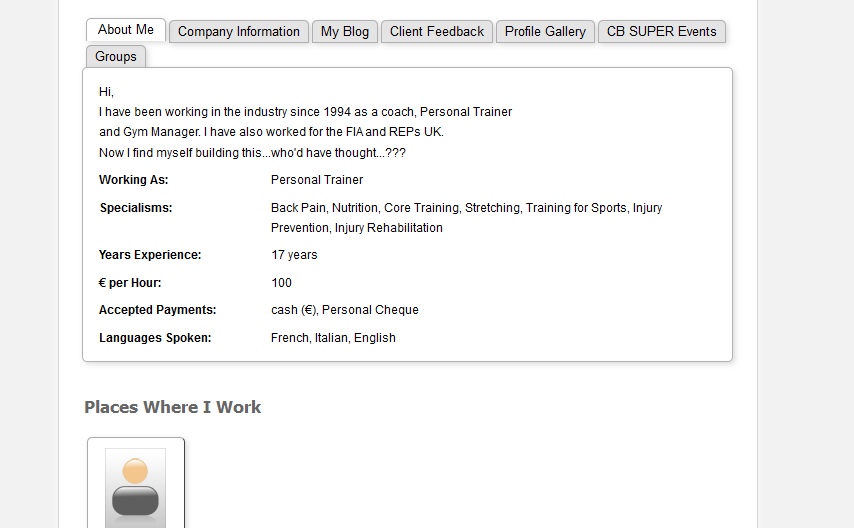 About Me Company Information My Blog Client Feedback Profile Gallery CB SUPER Events
Groups
Hi,
I have been working in the industry since 1994 as a coach, Personal Trainer
and Gym Manager. I have also worked for the FIA and REPs UK.
Now I find myself building this...who'd have thought...???
Working As: Personal Trainer
Specialisms: Back Pain, Nutrition, Core Training, Stretching, Training for Sports, Injury
Prevention, Injury Rehabilitation
Years Experience: 17 years
€ per Hour: 100
Accepted Payments: cash (€), Personal Cheque
Languages Spoken: French, Italian, English
Places Where I Work